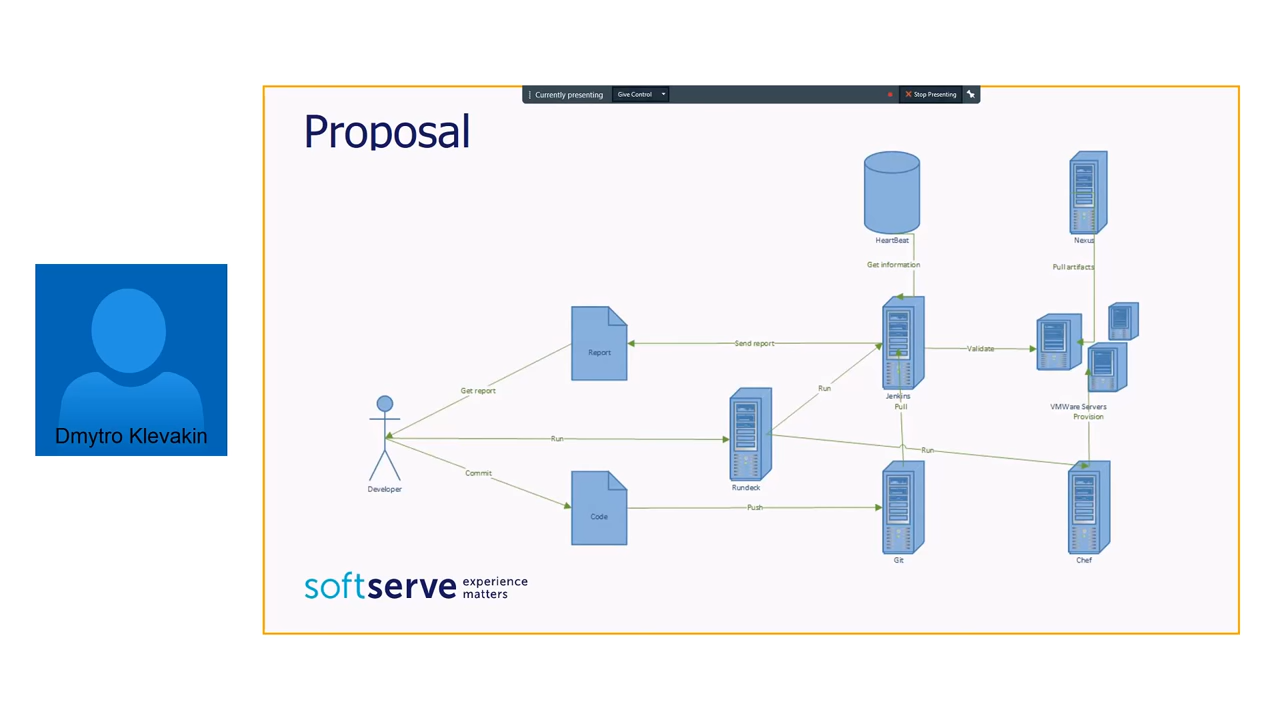 Currently presenting
Give Control
Stop Presenting
Proposal
HeartBeat
Nexus
Get information
Pull artifacts
Report
Send report
Validate
Get report
Run
Jenkins
Pull
VMWare Servers
Provision
Dmytro Klevakin
Run
Run
Developer
Commit
Rundeck
Code
Push
Git
Chef
softserve experience
matters